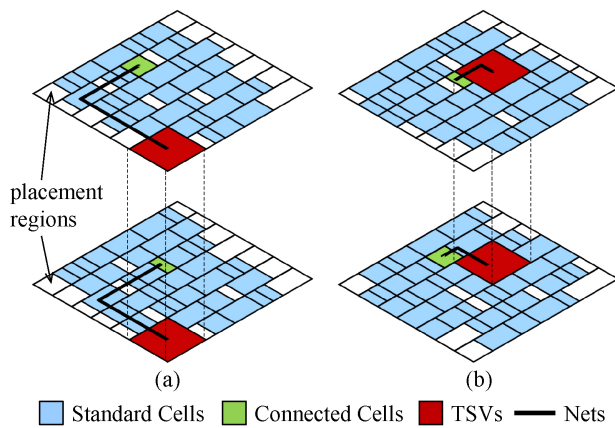 placement
regions
(a) (b)
Standard Cells Connected Cells TSVs Nets